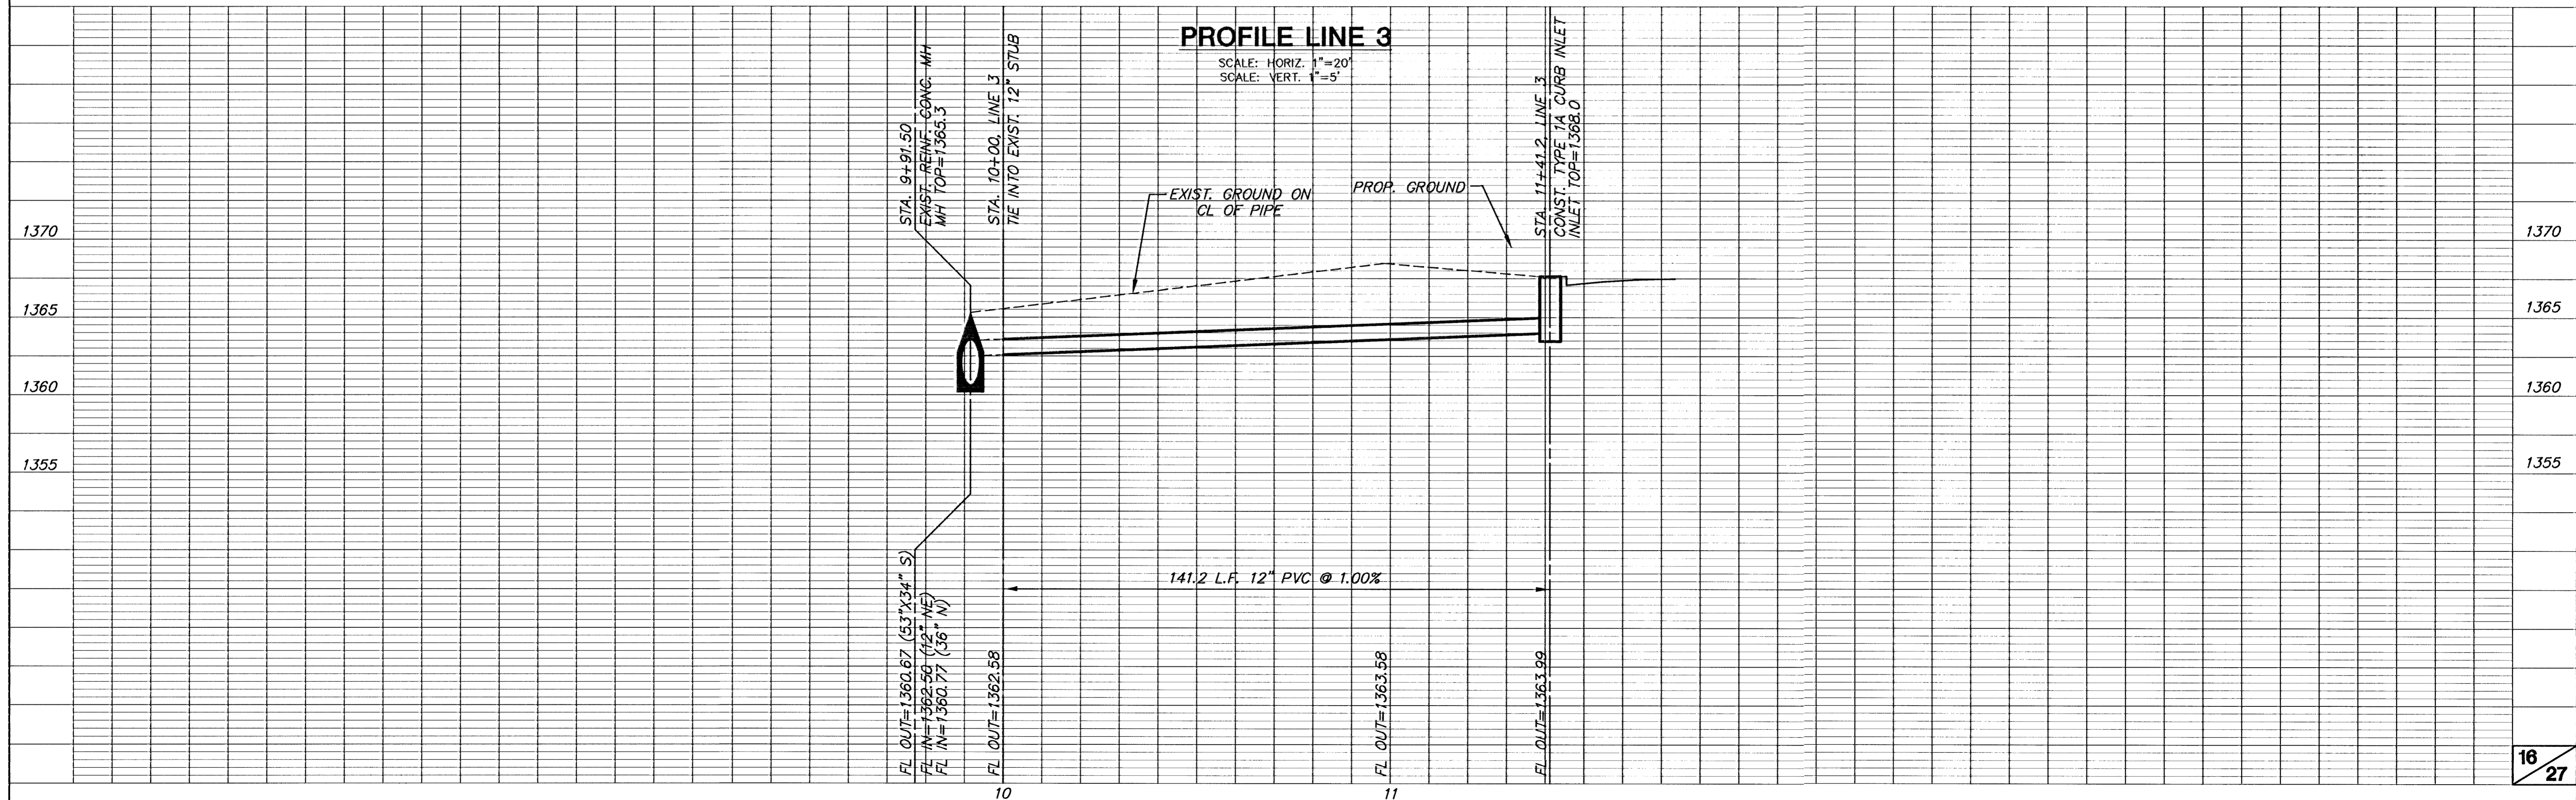 PROFILE LINE 3
SCALE: HORIZ. 1"=20'
SCALE: VERT. 1"=5'
STA. 9+91.50
EXIST. REINF. CONC. MH
MH TOP=1365.3
STA. 10+00, LINE 3
TIE INTO EXIST. 12" STUB
EXIST. GROUND ON
CL OF PIPE
PROP. GROUND
STA. 11+41.2, LINE 3
CONST. TYPE 1A CURB INLET
INLET TOP=1368.0
1370
1370
1365
1365
1360
1360
1355
1355
141.2 L.F. 12" PVC @ 1.00%
FL OUT=1360.67 (53"X34" S)
FL IN=1362.50 (12" NE)
FL IN=1360.77 (36" N)
FL OUT=1362.58
FL OUT=1363.58
FL OUT=1363.99
10
11
16
27